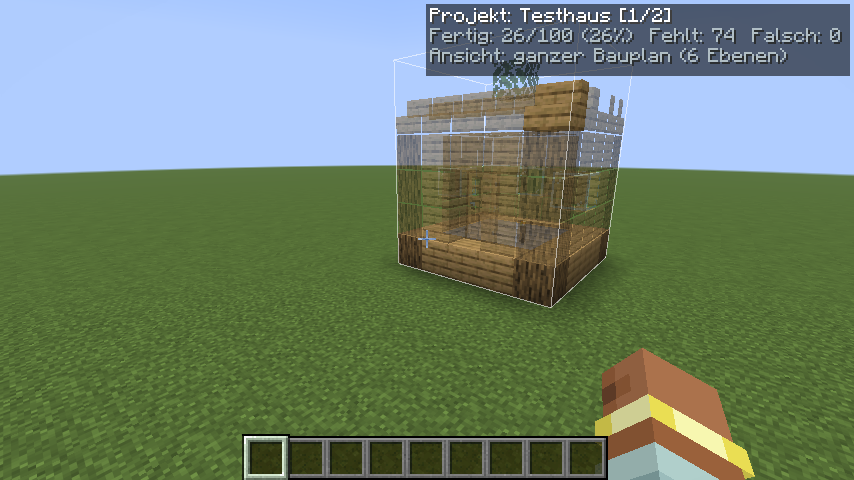 Projekt: Testhaus [1/2]
Fertig: 26/100 (26%) Fehlt: 74 Falsch: 0
Ansicht: ganzer Bauplan (6 Ebenen)